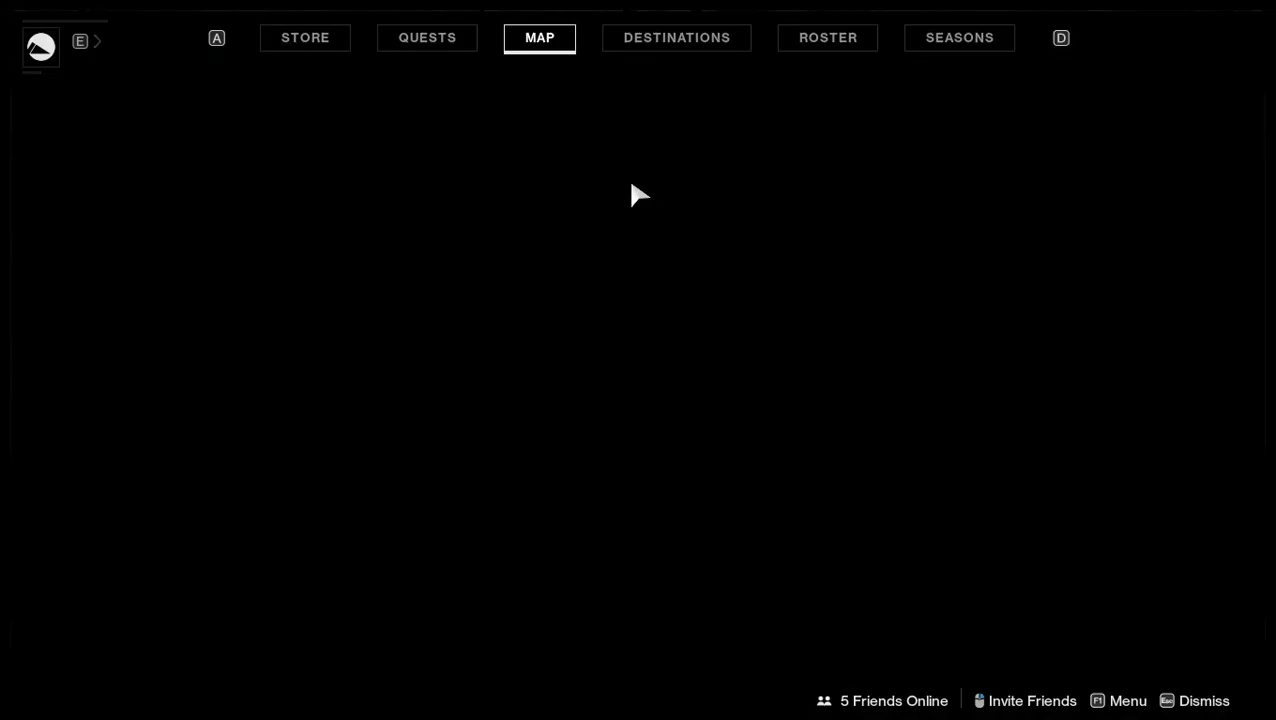 E A STORE QUESTS MAP DESTINATIONS ROSTER SEASONS D
5 Friends Online Invite Friends F1 Menu Esc Dismiss